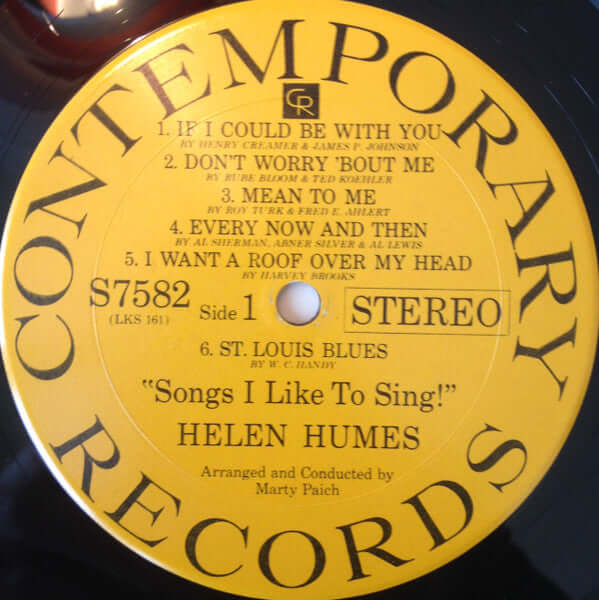 CONTEMPORARY RECORDS
CR
1. IF I COULD BE WITH YOU
BY HENRY CREAMER & JAMES P. JOHNSON
2. DON'T WORRY 'BOUT ME
BY RUBE BLOOM & TED KOEHLER
3. MEAN TO ME
BY ROY TURK & FRED E. AHLERT
4. EVERY NOW AND THEN
BY AL SHERMAN, ABNER SILVER & AL LEWIS
5. I WANT A ROOF OVER MY HEAD
BY HARVEY BROOKS
S7582 Side 1 STEREO
(LKS 161)
6. ST. LOUIS BLUES
BY W. C. HANDY
"Songs I Like To Sing!"
HELEN HUMES
Arranged and Conducted by
Marty Paich